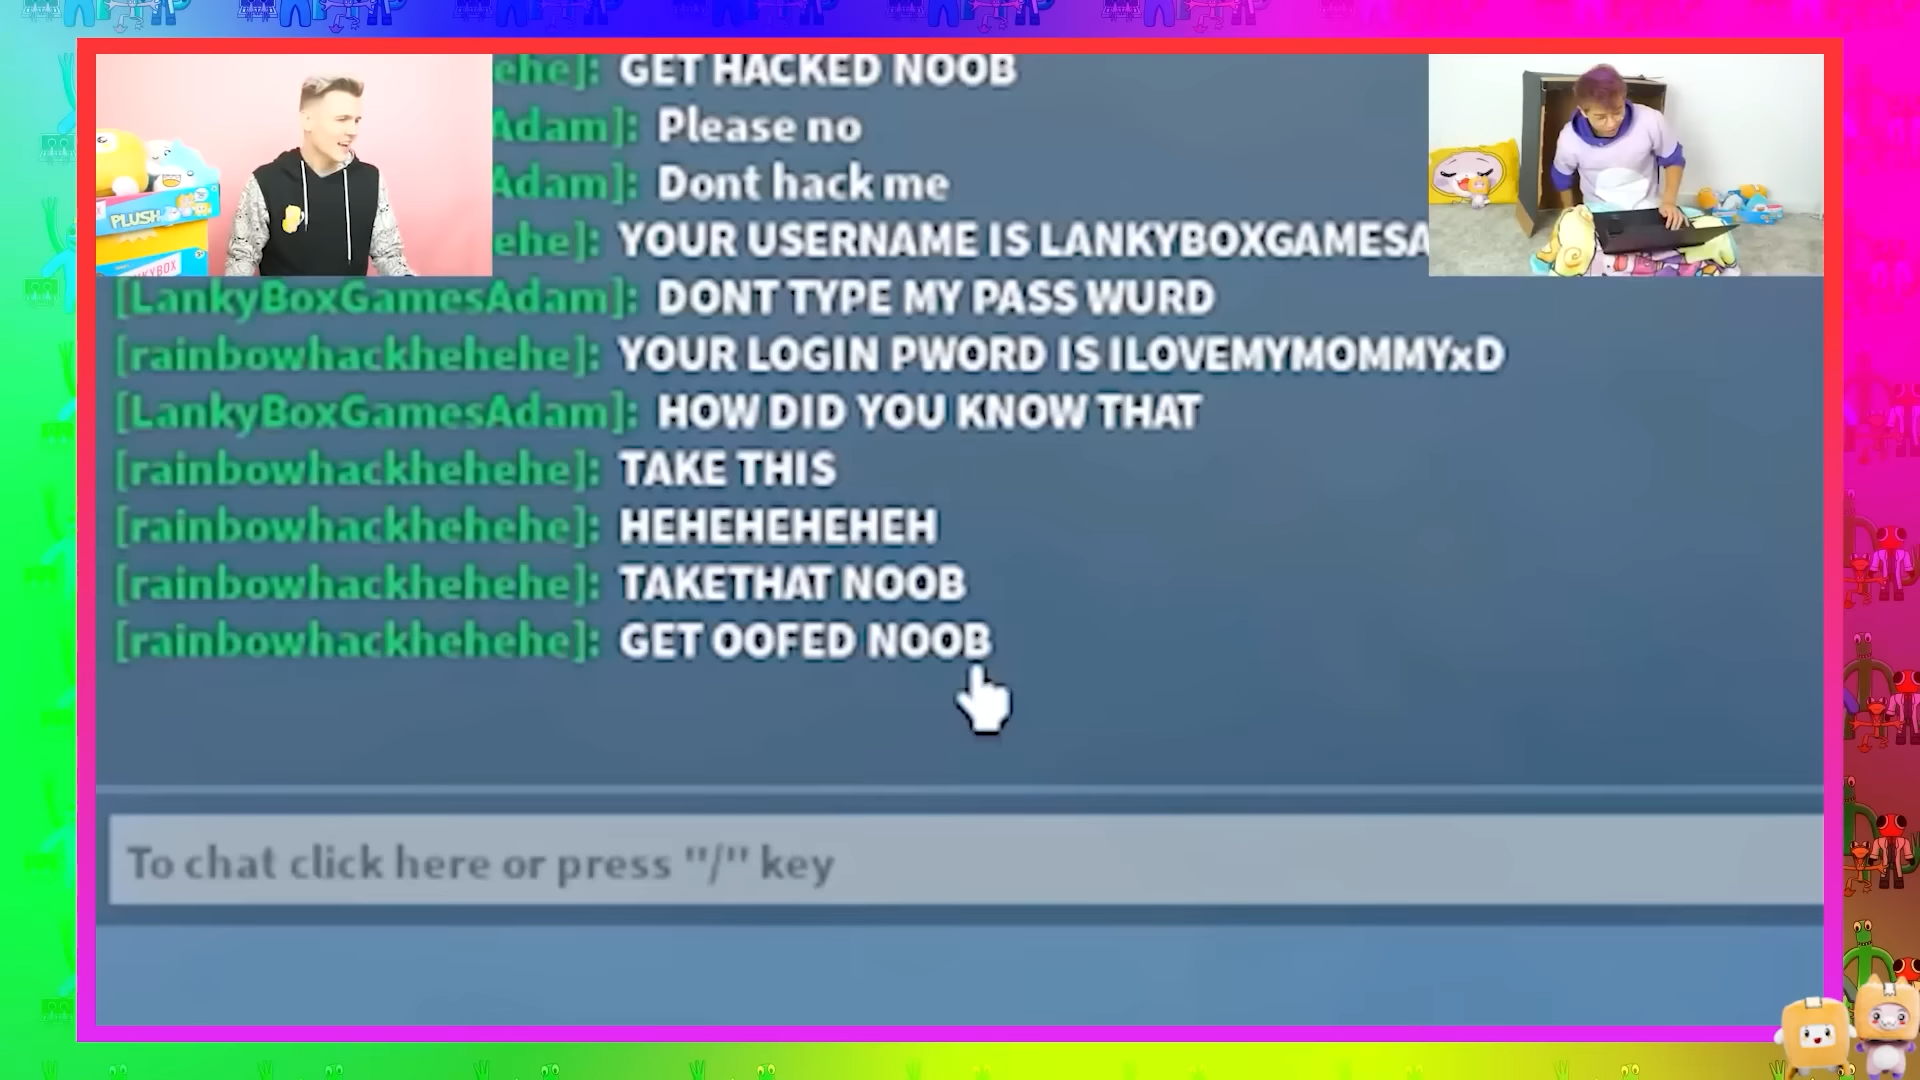 ehe]: GET HACKED NOOB
Adam]: Please no
Adam]: Dont hack me
ehe]: YOUR USERNAME IS LANKYBOXGAMESA
[LankyBoxGamesAdam]: DONT TYPE MY PASS WURD
[rainbowhackhehehe]: YOUR LOGIN PWORD IS ILOVEMYMOMMYxD
[LankyBoxGamesAdam]: HOW DID YOU KNOW THAT
[rainbowhackhehehe]: TAKE THIS
[rainbowhackhehehe]: HEHEHEHEHEH
[rainbowhackhehehe]: TAKETHAT NOOB
[rainbowhackhehehe]: GET OOFED NOOB
To chat click here or press "/" key
PLUSH
NKYBOX